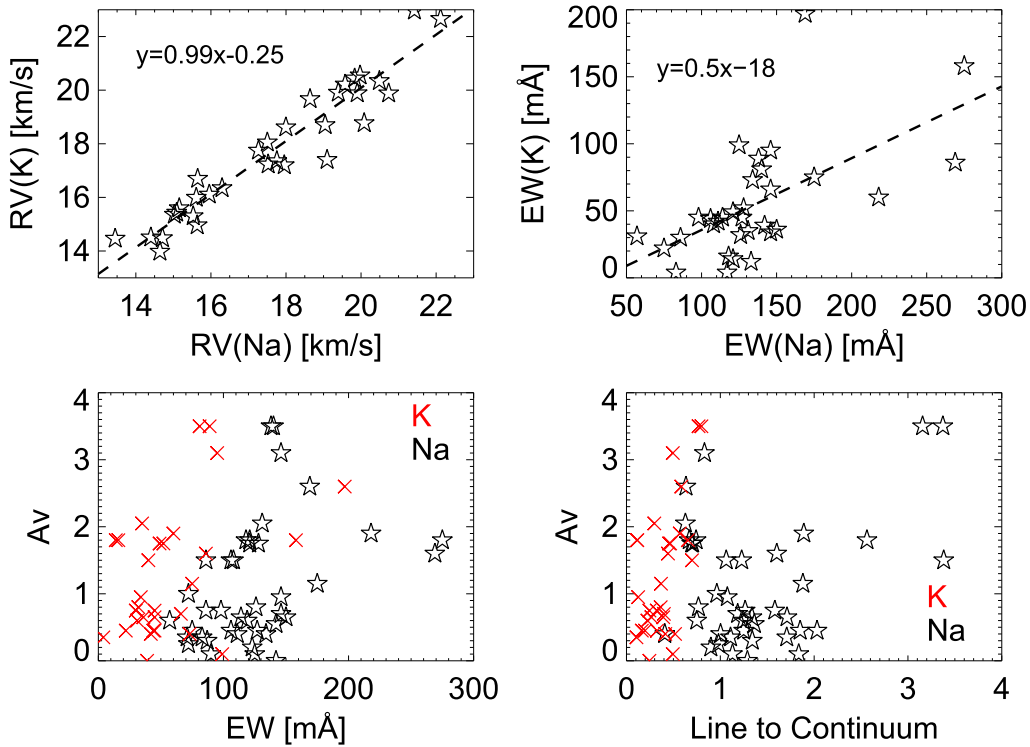 y=0.99x-0.25
RV(K) [km/s]
22
20
18
16
14
14 16 18 20 22
RV(Na) [km/s]
y=0.5x−18
EW(K) [mÅ]
200
150
100
50
0
50 100 150 200 250 300
EW(Na) [mÅ]
K
Na
Av
4
3
2
1
0
0 100 200 300
EW [mÅ]
K
Na
Av
4
3
2
1
0
0 1 2 3 4
Line to Continuum